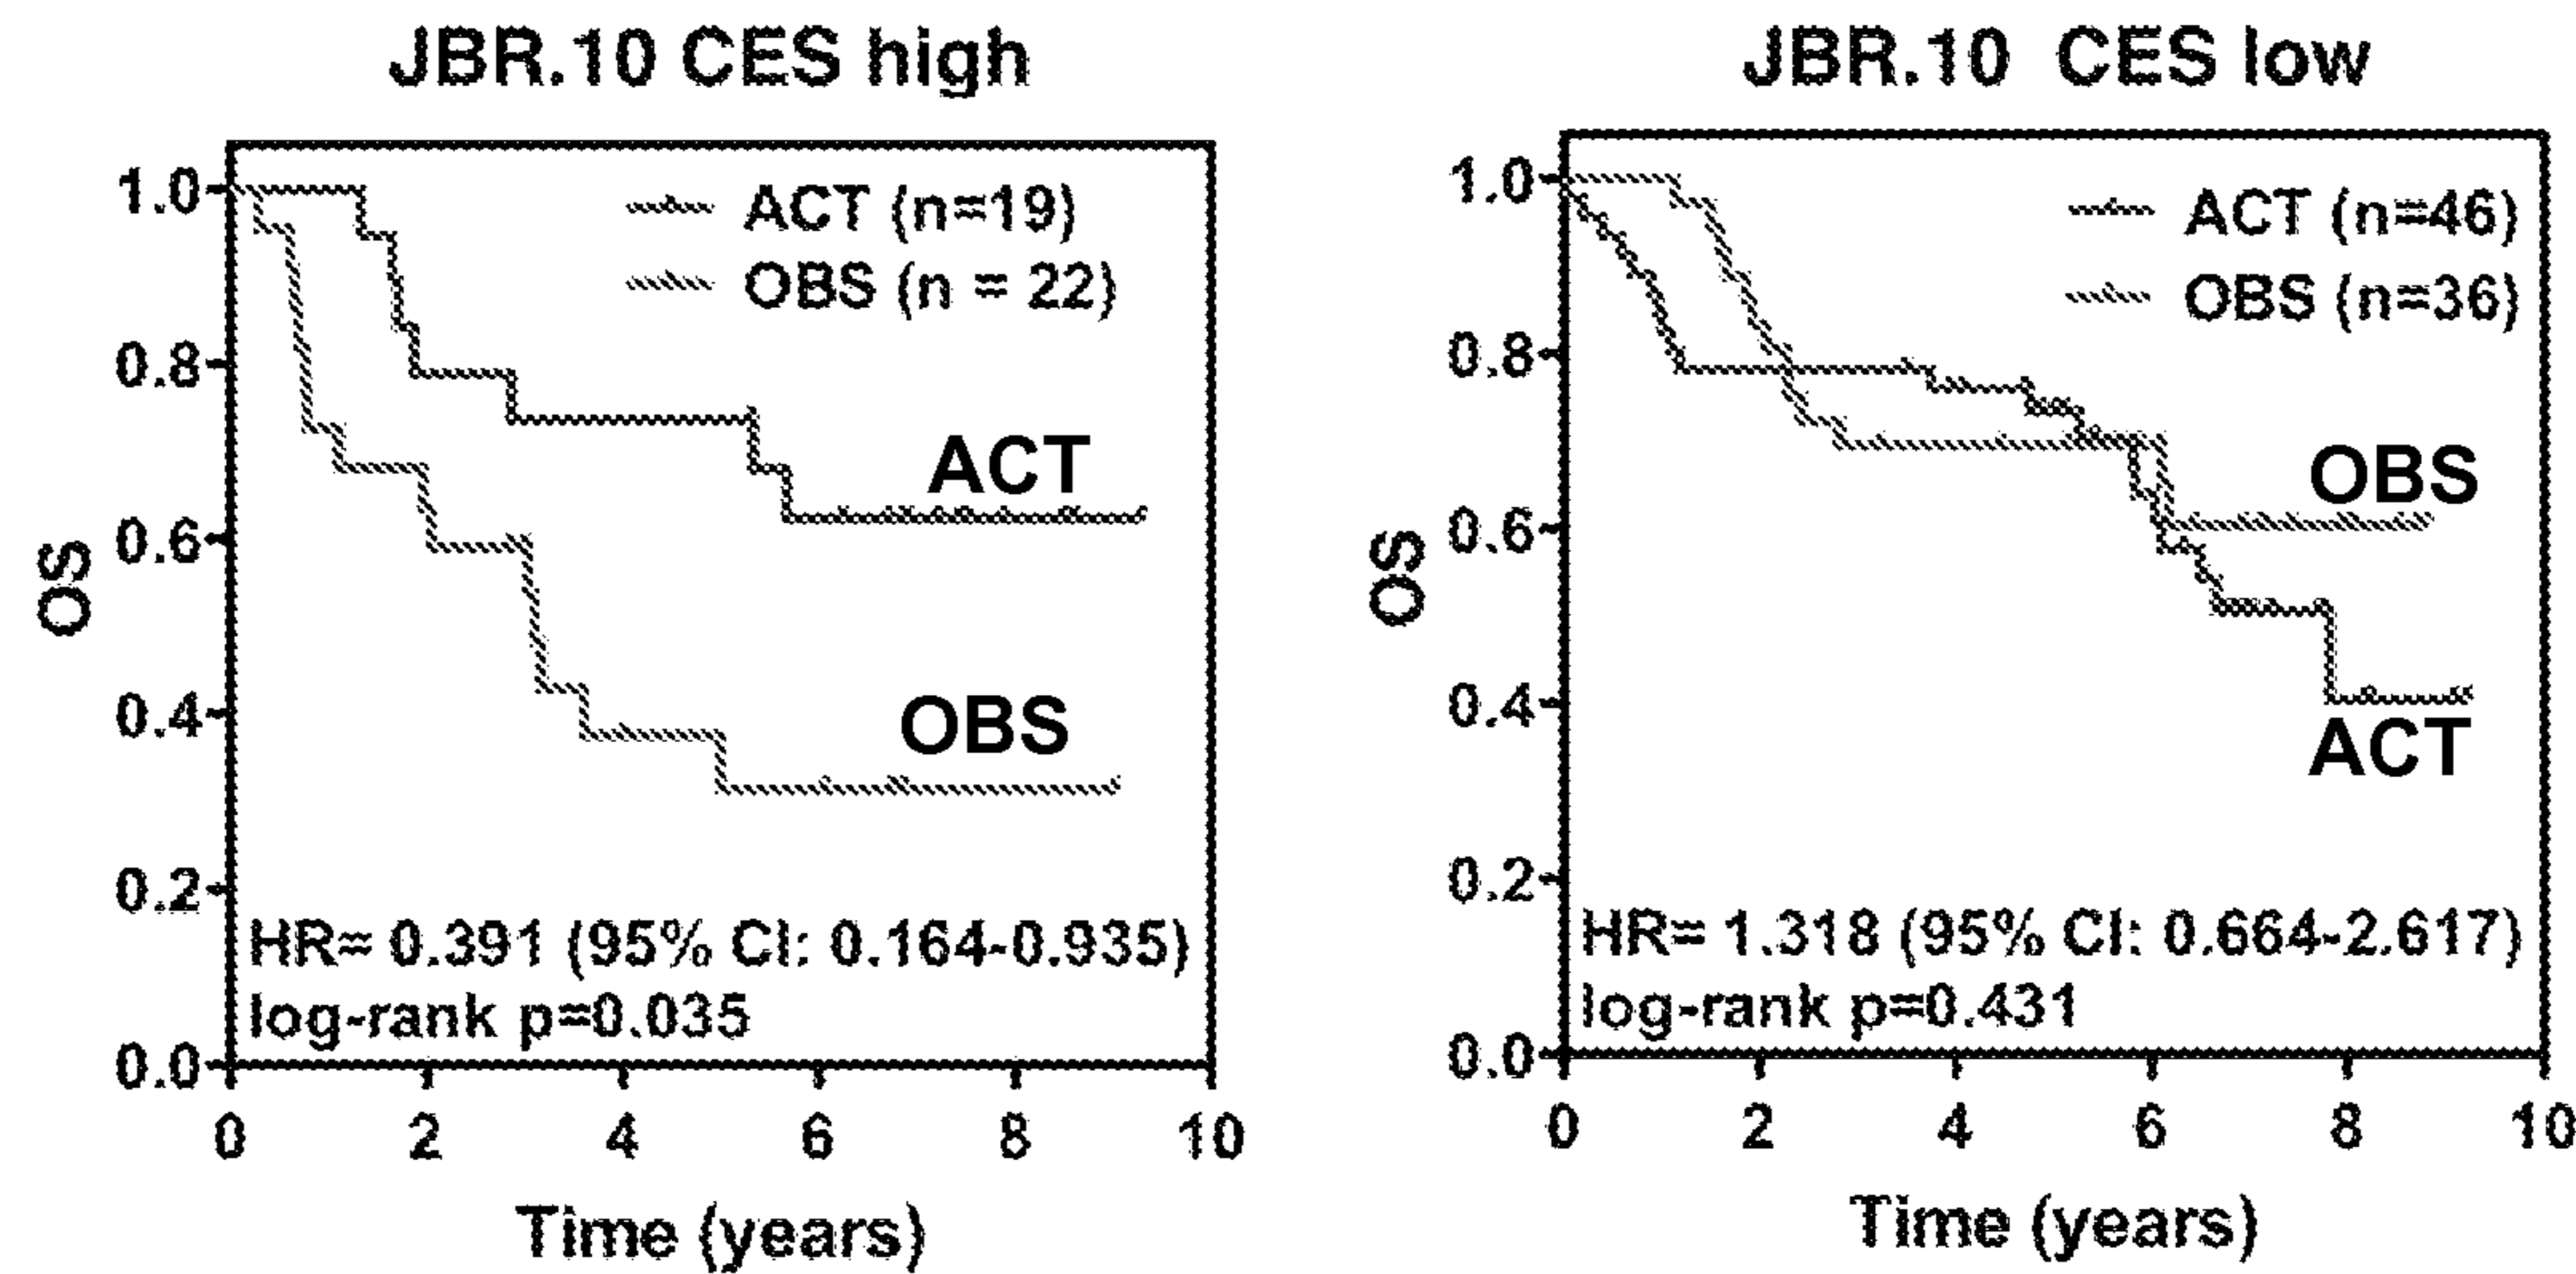 JBR.10 CES high
1.0
0.8
0.6
0.4
0.2
0.0
OS
ACT (n=19)
OBS (n = 22)
ACT
OBS
HR= 0.391 (95% CI: 0.164-0.935)
log-rank p=0.035
0 2 4 6 8 10
Time (years)
JBR.10 CES low
1.0
0.8
0.6
0.4
0.2
0.0
OS
ACT (n=46)
OBS (n=36)
OBS
ACT
HR= 1.318 (95% CI: 0.664-2.617)
log-rank p=0.431
0 2 4 6 8 10
Time (years)